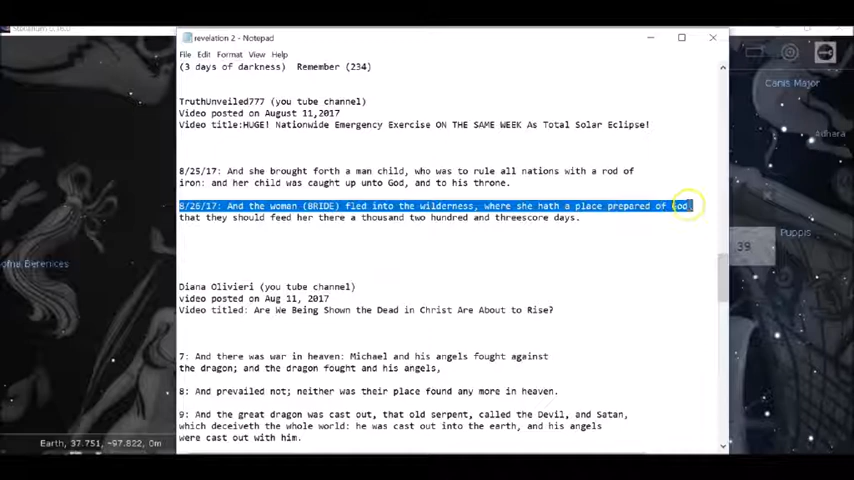 Stellarium 0.16.0
revelation 2 - Notepad
File Edit Format View Help
(3 days of darkness) Remember (234)
TruthUnveiled777 (you tube channel)
Video posted on August 11,2017
Video title:HUGE! Nationwide Emergency Exercise ON THE SAME WEEK As Total Solar Eclipse!
8/25/17: And she brought forth a man child, who was to rule all nations with a rod of
iron: and her child was caught up unto God, and to his throne.
8/26/17: And the woman (BRIDE) fled into the wilderness, where she hath a place prepared of God,
that they should feed her there a thousand two hundred and threescore days.
Diana Olivieri (you tube channel)
video posted on Aug 11, 2017
Video titled: Are We Being Shown the Dead in Christ Are About to Rise?
7: And there was war in heaven: Michael and his angels fought against
the dragon; and the dragon fought and his angels,
8: And prevailed not; neither was their place found any more in heaven.
9: And the great dragon was cast out, that old serpent, called the Devil, and Satan,
which deceiveth the whole world: he was cast out into the earth, and his angels
were cast out with him.
Canis Major
Adhara
Puppis
39
oma Berenices
Earth, 37.751, -97.822, 0m